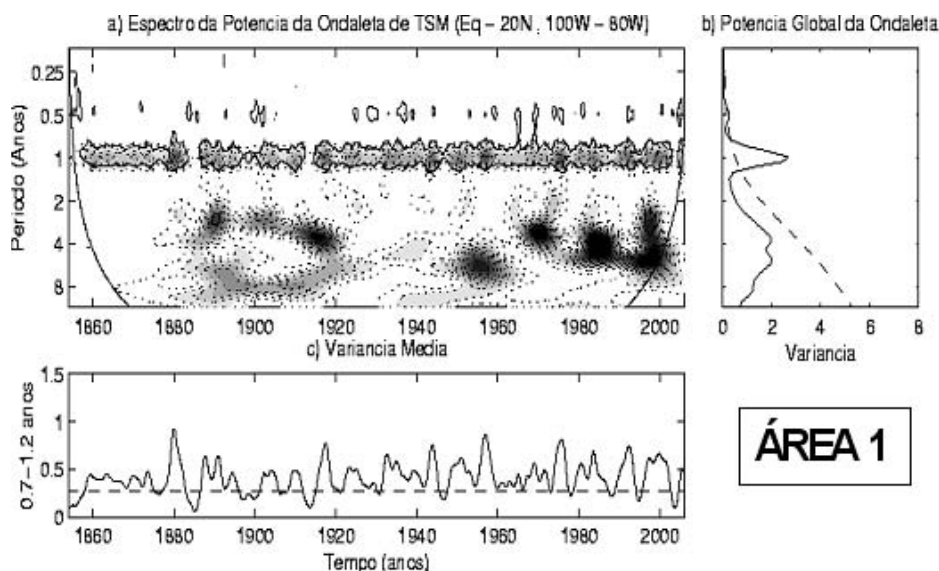 a) Espectro da Potencia da Ondaleta de TSM (Eq – 20N , 100W – 80W)
b) Potencia Global da Ondaleta
Periodo (Anos)
0.25
0.5
1
2
4
8
1860 1880 1900 1920 1940 1960 1980 2000
0 2 4 6 8
Variancia
c) Variancia Media
0.7–1.2 anos
1.5
1
0.5
0
1860 1880 1900 1920 1940 1960 1980 2000
Tempo (anos)
ÁREA 1